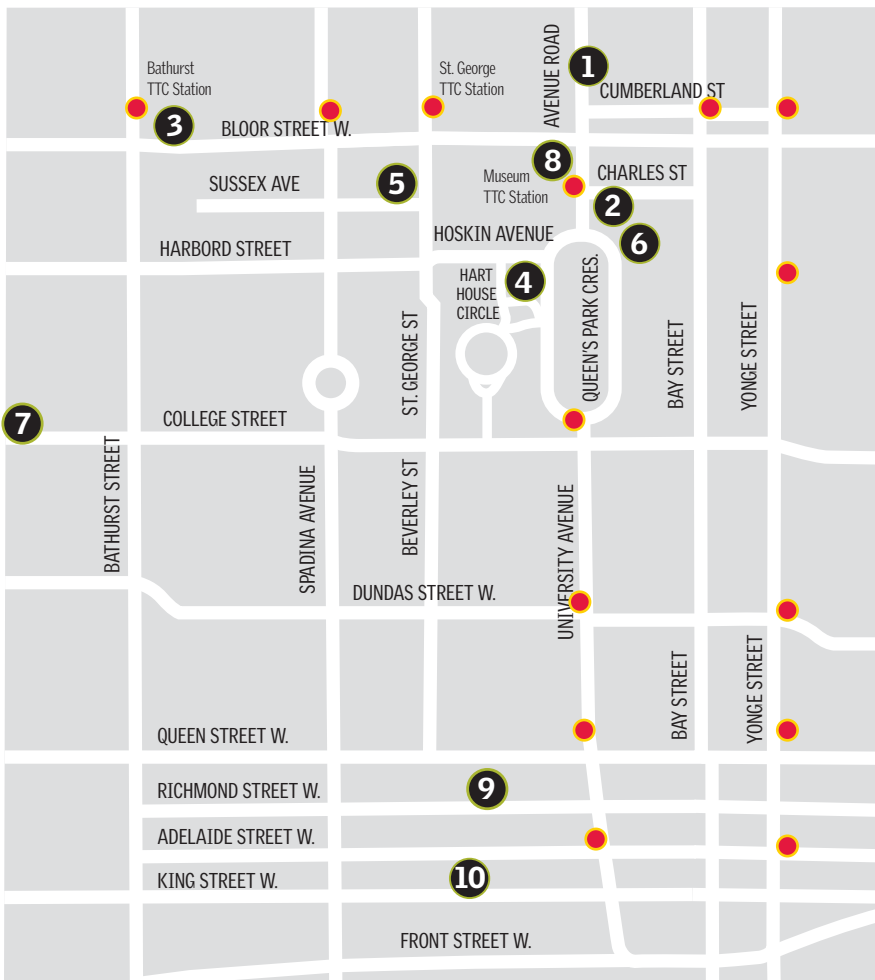 AVENUE ROAD
1
Bathurst
TTC Station
St. George
TTC Station
CUMBERLAND ST
3
BLOOR STREET W.
8
Museum
TTC Station
CHARLES ST
SUSSEX AVE
5
2
HOSKIN AVENUE
6
HARBORD STREET
HART
HOUSE
CIRCLE
4
QUEEN'S PARK CRES.
ST. GEORGE ST
BAY STREET
YONGE STREET
7
COLLEGE STREET
BATHURST STREET
SPADINA AVENUE
BEVERLEY ST
UNIVERSITY AVENUE
DUNDAS STREET W.
BAY STREET
YONGE STREET
QUEEN STREET W.
RICHMOND STREET W.
9
ADELAIDE STREET W.
KING STREET W.
10
FRONT STREET W.